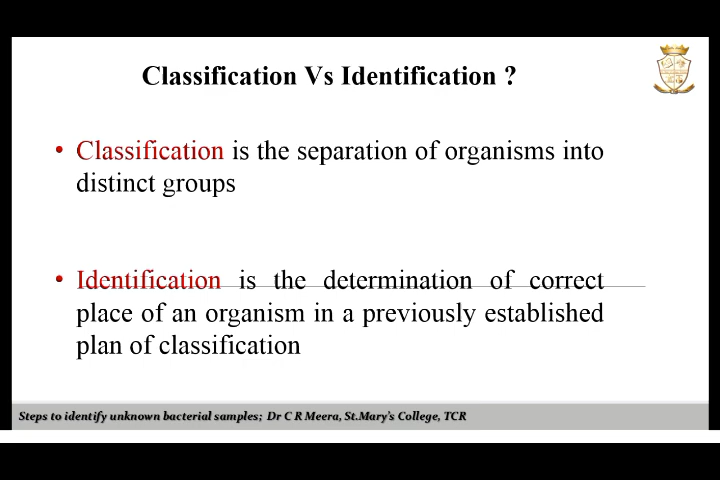 Classification Vs Identification ?
• Classification is the separation of organisms into
distinct groups
• Identification is the determination of correct
place of an organism in a previously established
plan of classification
Steps to identify unknown bacterial samples; Dr C R Meera, St.Mary's College, TCR